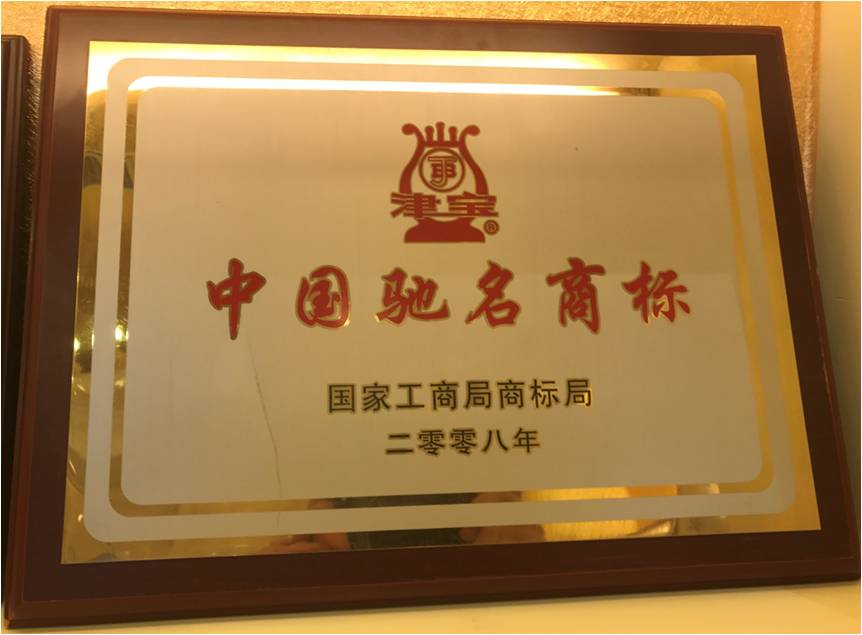 津宝®
中国驰名商标
国家工商局商标局
二零零八年